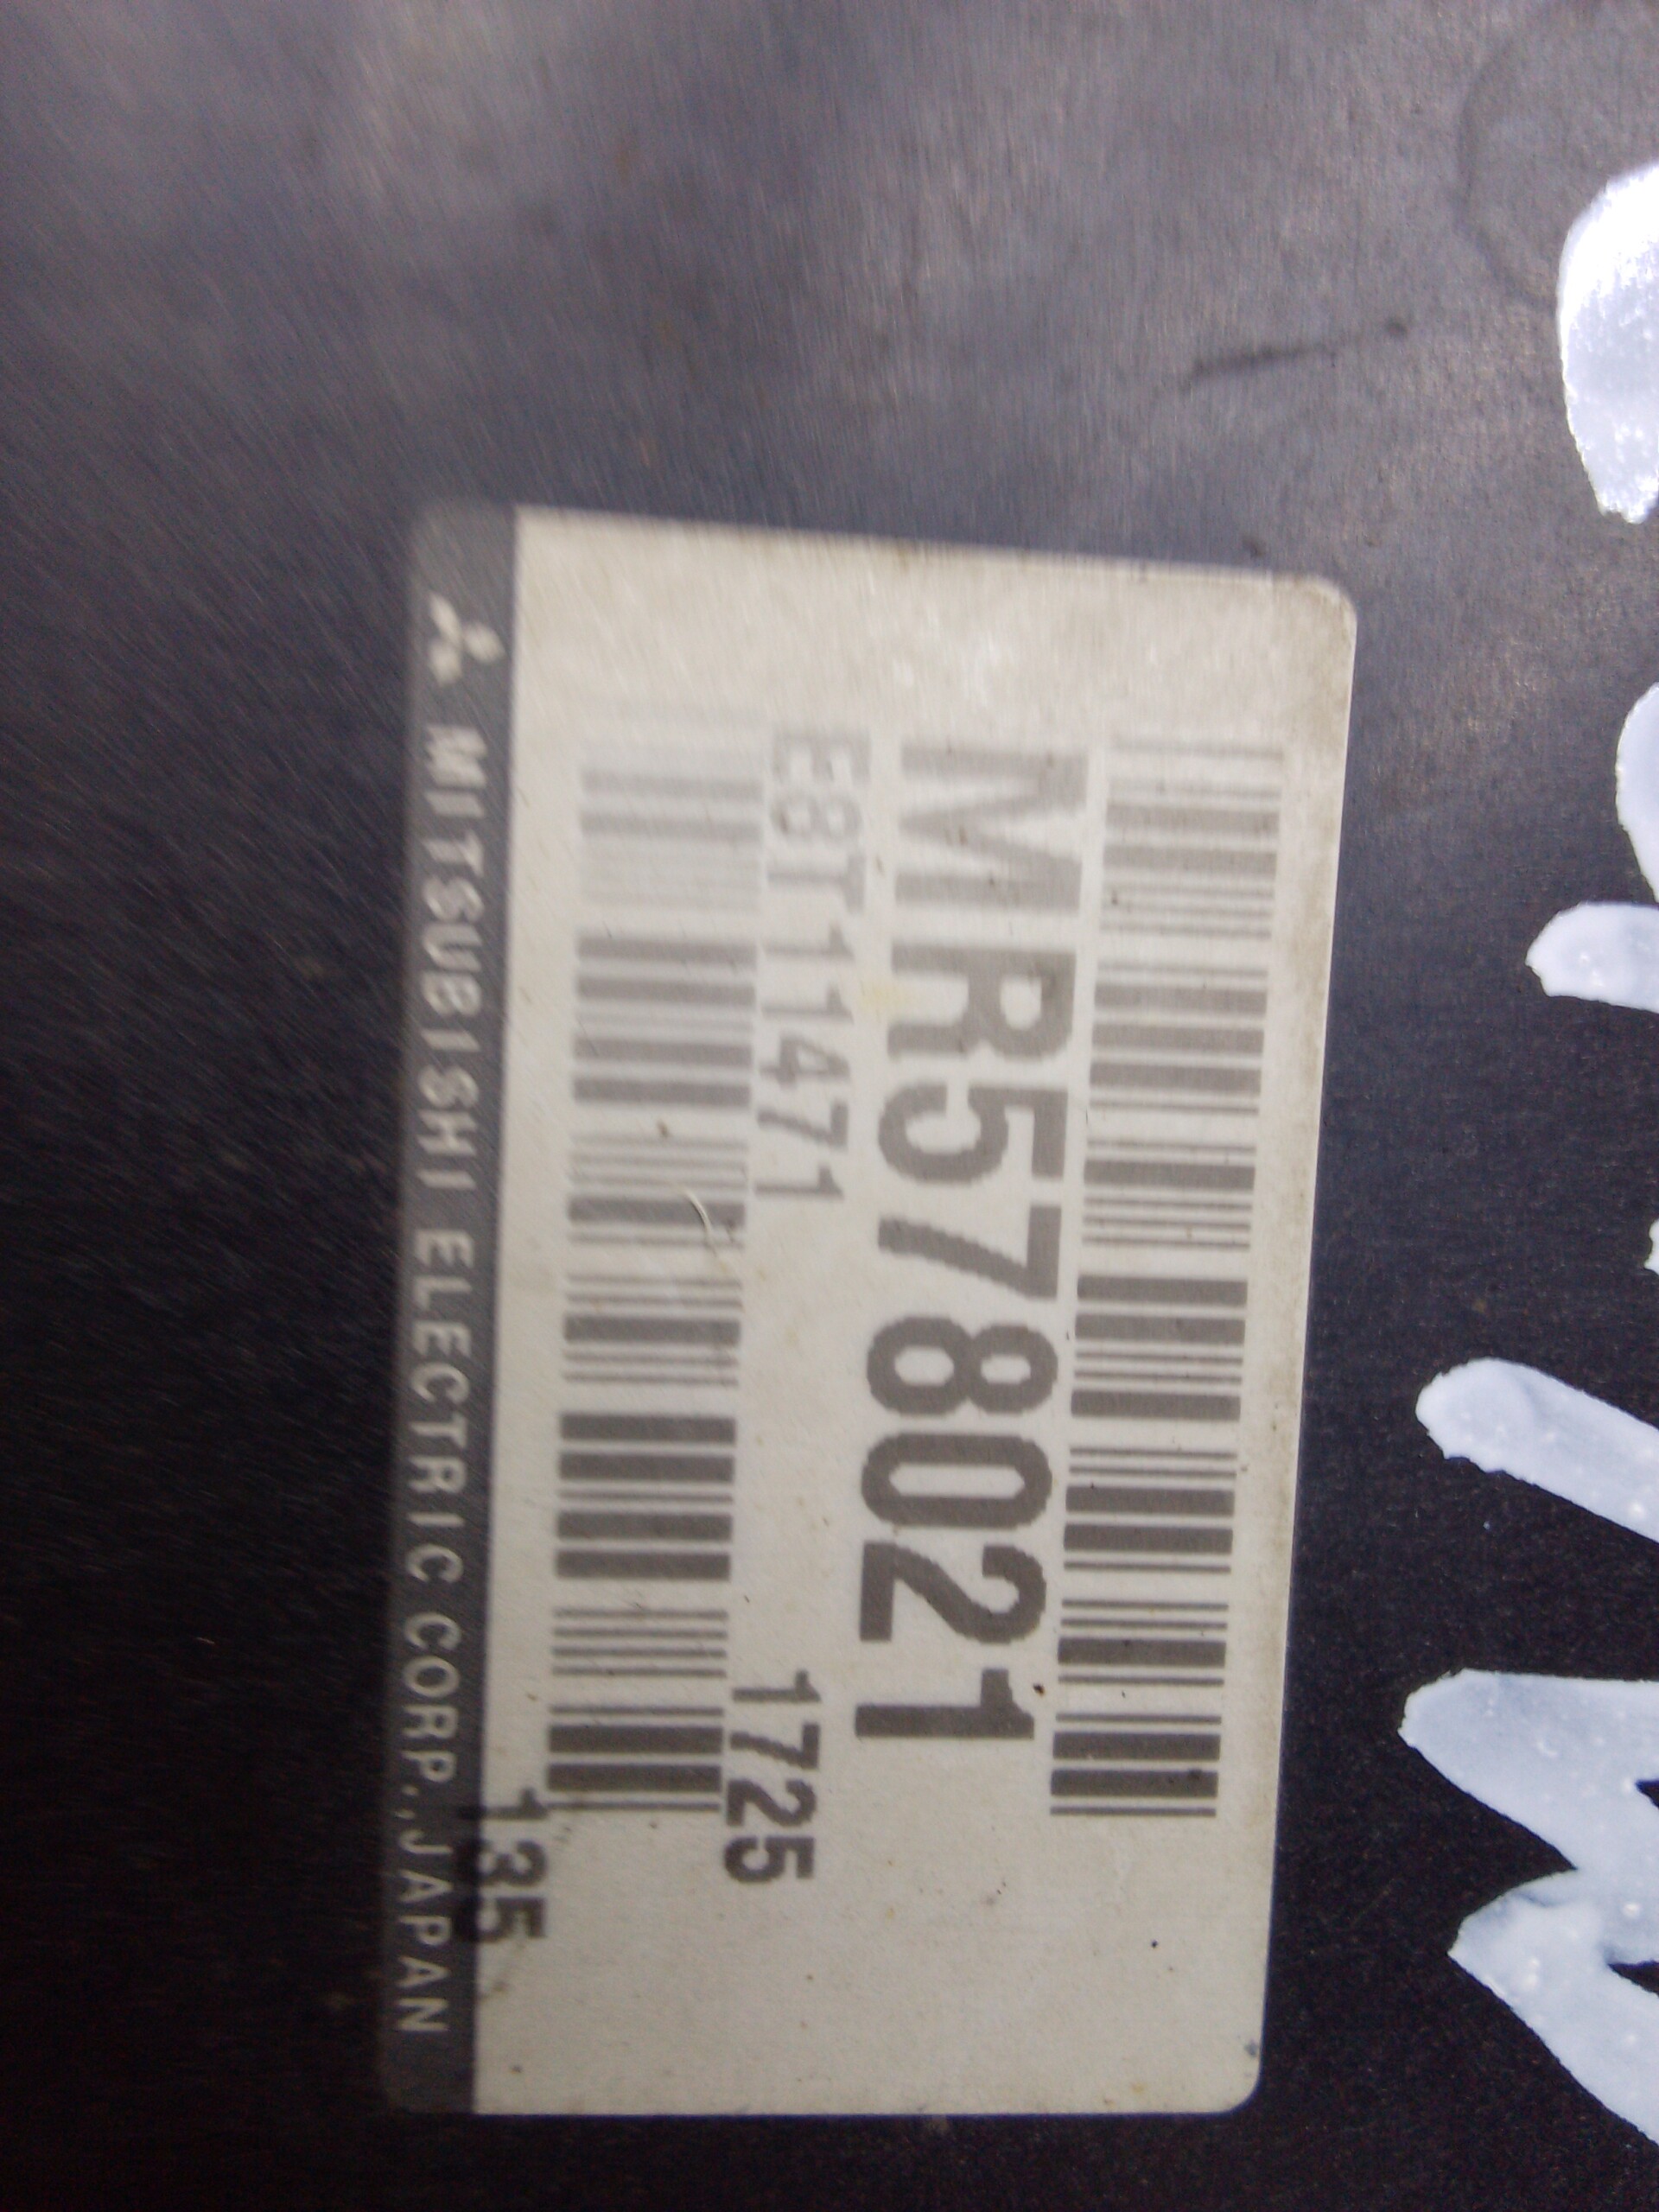 MR578021
E8T11471 1725
135
MITSUBISHI ELECTRIC CORP.,JAPAN